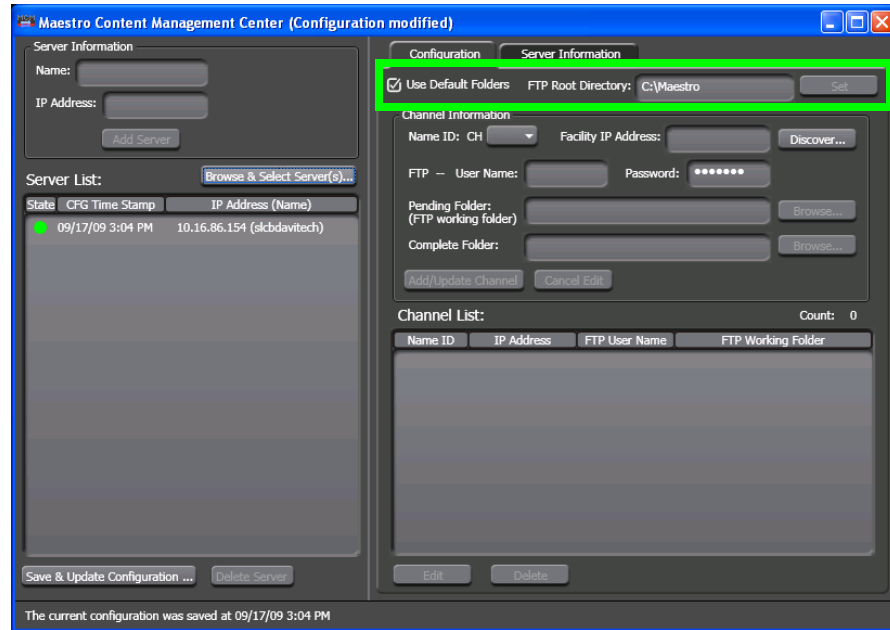 Maestro Content Management Center (Configuration modified)
Server Information
Name:
IP Address:
Add Server
Server List:
Browse & Select Server(s)...
State CFG Time Stamp IP Address (Name)
09/17/09 3:04 PM 10.16.86.154 (slcbdavitech)
Save & Update Configuration ... Delete Server
Configuration Server Information
Use Default Folders FTP Root Directory: C:\Maestro Set
Channel Information
Name ID: CH Facility IP Address: Discover...
FTP -- User Name: Password: •••••••
Pending Folder:
(FTP working folder) Browse...
Complete Folder: Browse...
Add/Update Channel Cancel Edit
Channel List: Count: 0
Name ID IP Address FTP User Name FTP Working Folder
Edit Delete
The current configuration was saved at 09/17/09 3:04 PM